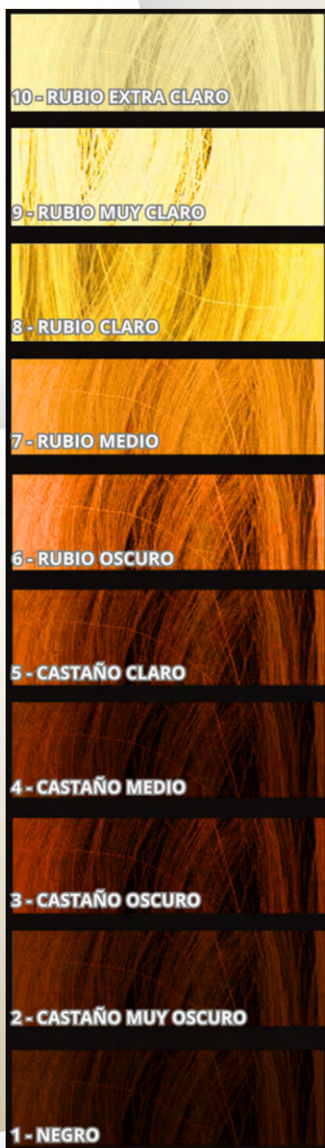 10 - RUBIO EXTRA CLARO
9 - RUBIO MUY CLARO
8 - RUBIO CLARO
7 - RUBIO MEDIO
6 - RUBIO OSCURO
5 - CASTAÑO CLARO
4 - CASTAÑO MEDIO
3 - CASTAÑO OSCURO
2 - CASTAÑO MUY OSCURO
1 - NEGRO